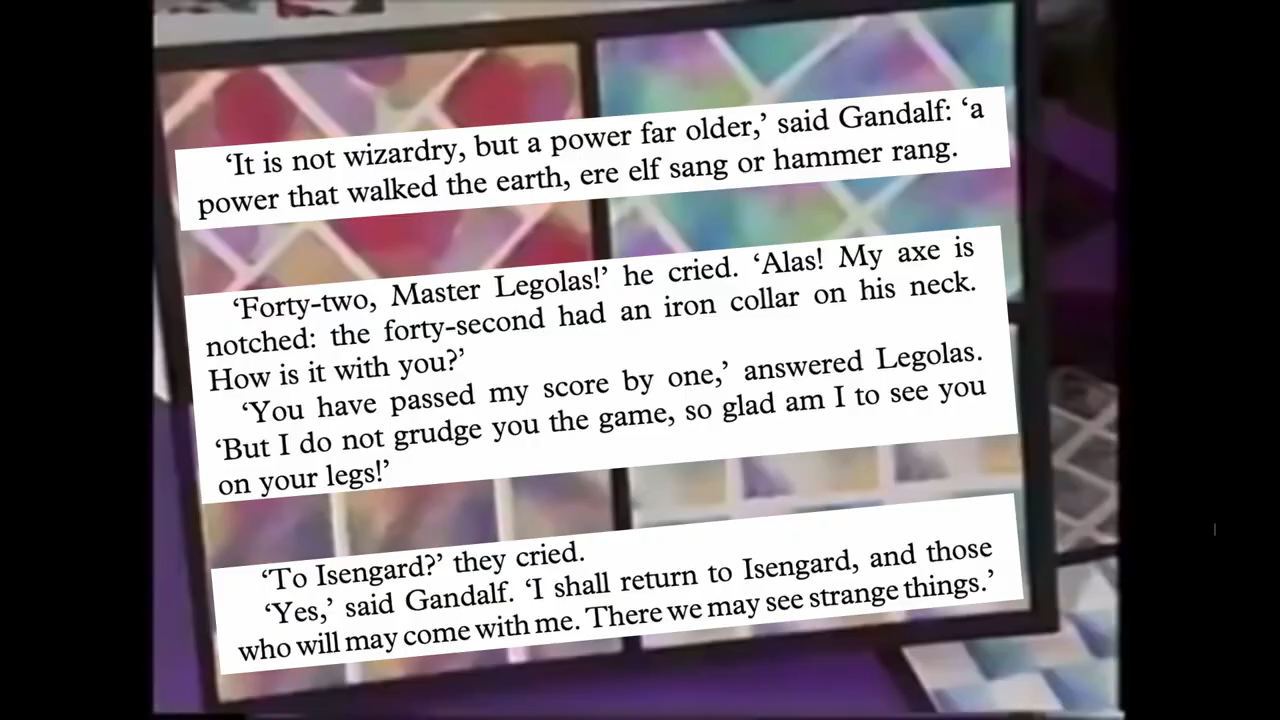 ‘It is not wizardry, but a power far older,’ said Gandalf: ‘a
power that walked the earth, ere elf sang or hammer rang.
‘Forty-two, Master Legolas!’ he cried. ‘Alas! My axe is
notched: the forty-second had an iron collar on his neck.
How is it with you?’
‘You have passed my score by one,’ answered Legolas.
‘But I do not grudge you the game, so glad am I to see you
on your legs!’
‘To Isengard?’ they cried.
‘Yes,’ said Gandalf. ‘I shall return to Isengard, and those
who will may come with me. There we may see strange things.’